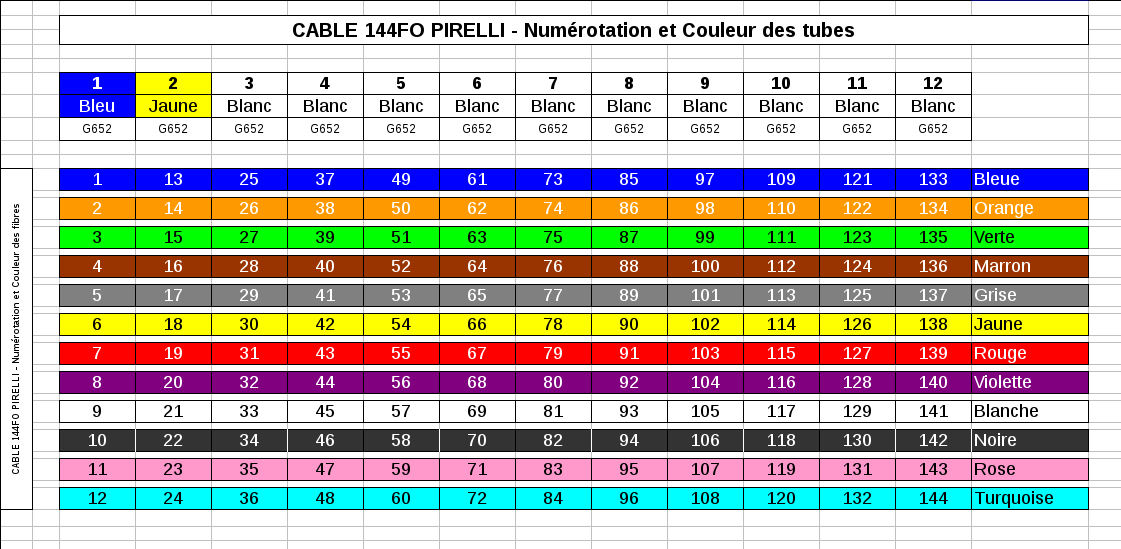 CABLE 144FO PIRELLI - Numérotation et Couleur des tubes
1 2 3 4 5 6 7 8 9 10 11 12
Bleu Jaune Blanc Blanc Blanc Blanc Blanc Blanc Blanc Blanc Blanc Blanc
G652 G652 G652 G652 G652 G652 G652 G652 G652 G652 G652 G652
CABLE 144FO PIRELLI - Numérotation et Couleur des fibres
1 13 25 37 49 61 73 85 97 109 121 133 Bleue
2 14 26 38 50 62 74 86 98 110 122 134 Orange
3 15 27 39 51 63 75 87 99 111 123 135 Verte
4 16 28 40 52 64 76 88 100 112 124 136 Marron
5 17 29 41 53 65 77 89 101 113 125 137 Grise
6 18 30 42 54 66 78 90 102 114 126 138 Jaune
7 19 31 43 55 67 79 91 103 115 127 139 Rouge
8 20 32 44 56 68 80 92 104 116 128 140 Violette
9 21 33 45 57 69 81 93 105 117 129 141 Blanche
10 22 34 46 58 70 82 94 106 118 130 142 Noire
11 23 35 47 59 71 83 95 107 119 131 143 Rose
12 24 36 48 60 72 84 96 108 120 132 144 Turquoise